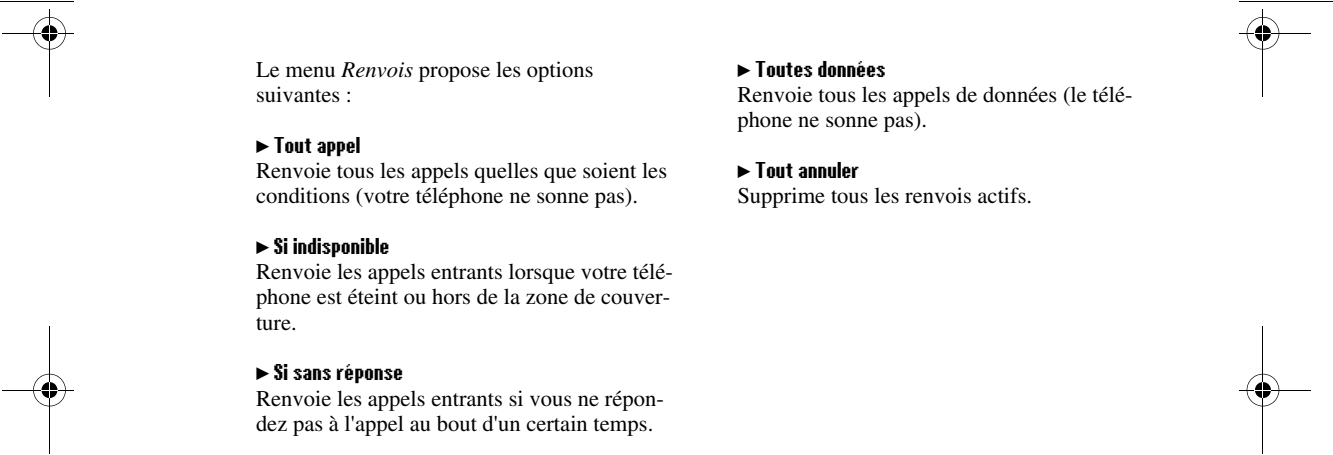 Le menu Renvois propose les options
suivantes :
► Tout appel
Renvoie tous les appels quelles que soient les
conditions (votre téléphone ne sonne pas).
► Si indisponible
Renvoie les appels entrants lorsque votre télé-
phone est éteint ou hors de la zone de couver-
ture.
► Si sans réponse
Renvoie les appels entrants si vous ne répon-
dez pas à l'appel au bout d'un certain temps.
► Toutes données
Renvoie tous les appels de données (le télé-
phone ne sonne pas).
► Tout annuler
Supprime tous les renvois actifs.